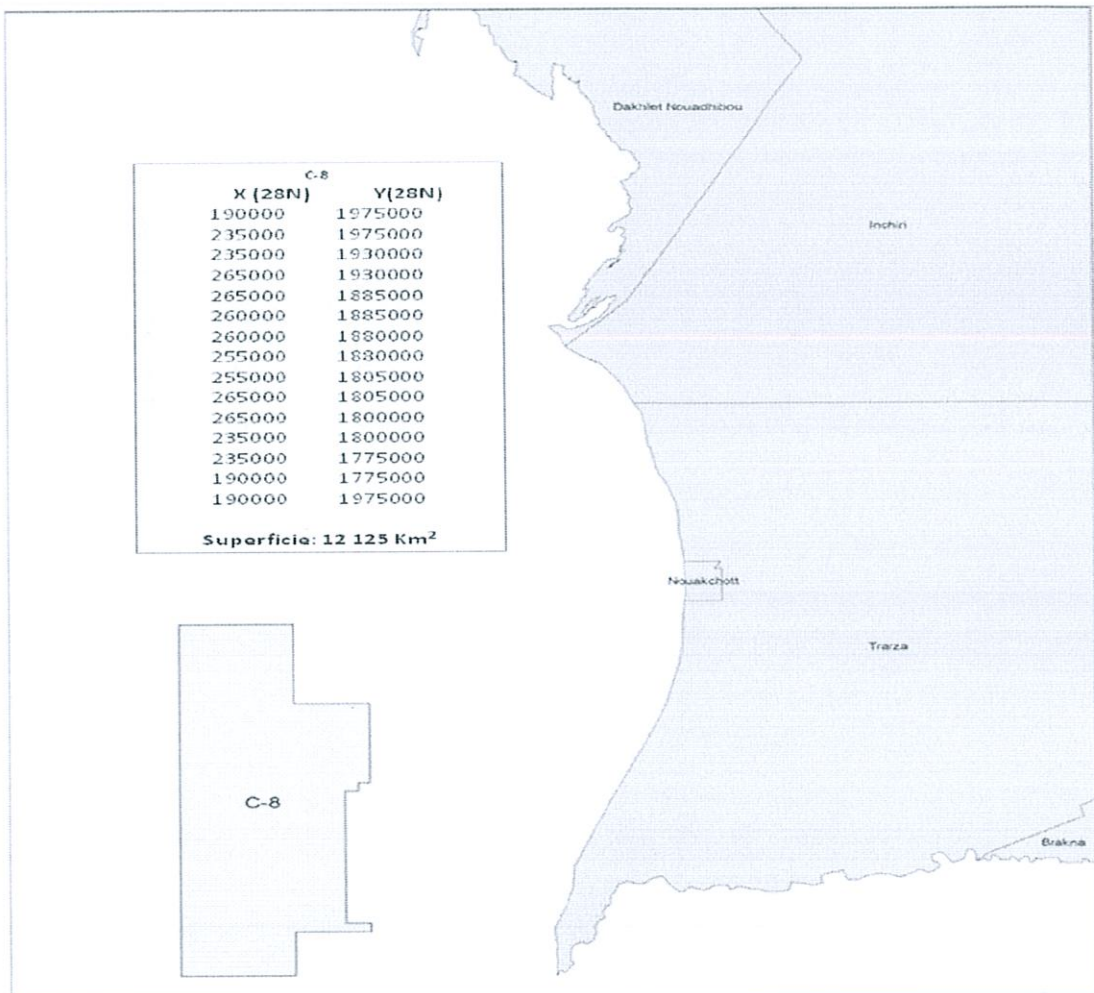 Dakhlet Nouadhibou
Inchiri
C-8
X (28N) Y(28N)
190000 1975000
235000 1975000
235000 1930000
265000 1930000
265000 1885000
260000 1885000
260000 1880000
255000 1880000
255000 1805000
265000 1805000
265000 1800000
235000 1800000
235000 1775000
190000 1775000
190000 1975000
Superficie: 12 125 Km²
Nouakchott
Trarza
C-8
Brakna